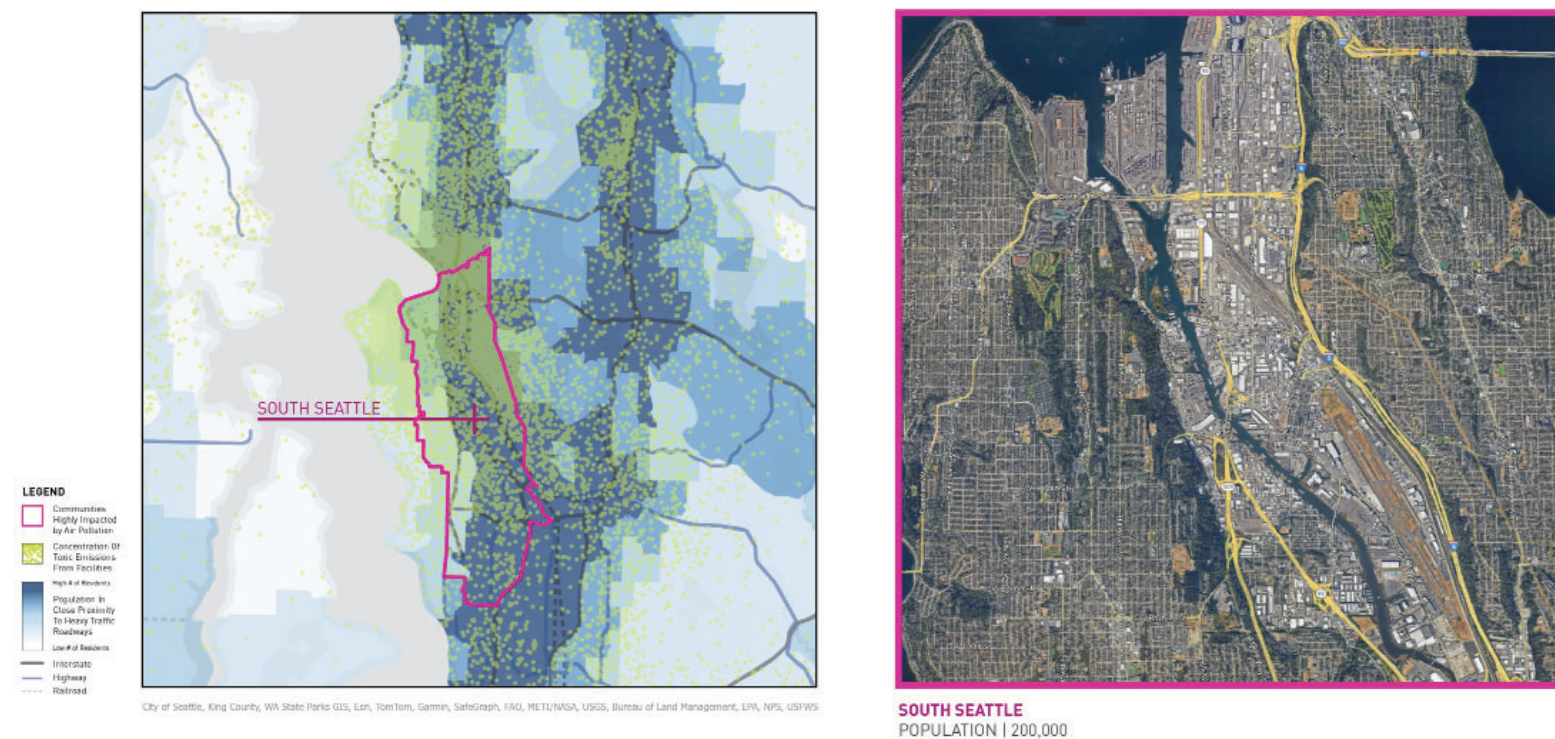 SOUTH SEATTLE
LEGEND
Communities
Highly Impacted
by Air Pollution
Concentration Of
Toxic Emissions
From Facilities
High # of Residents
Population In
Close Proximity
To Heavy Traffic
Roadways
Low # of Residents
Interstate
Highway
Railroad
City of Seattle, King County, WA State Parks GIS, Esri, TomTom, Garmin, SafeGraph, FAO, METI/NASA, USGS, Bureau of Land Management, EPA, NPS, USFWS
SOUTH SEATTLE
POPULATION | 200,000